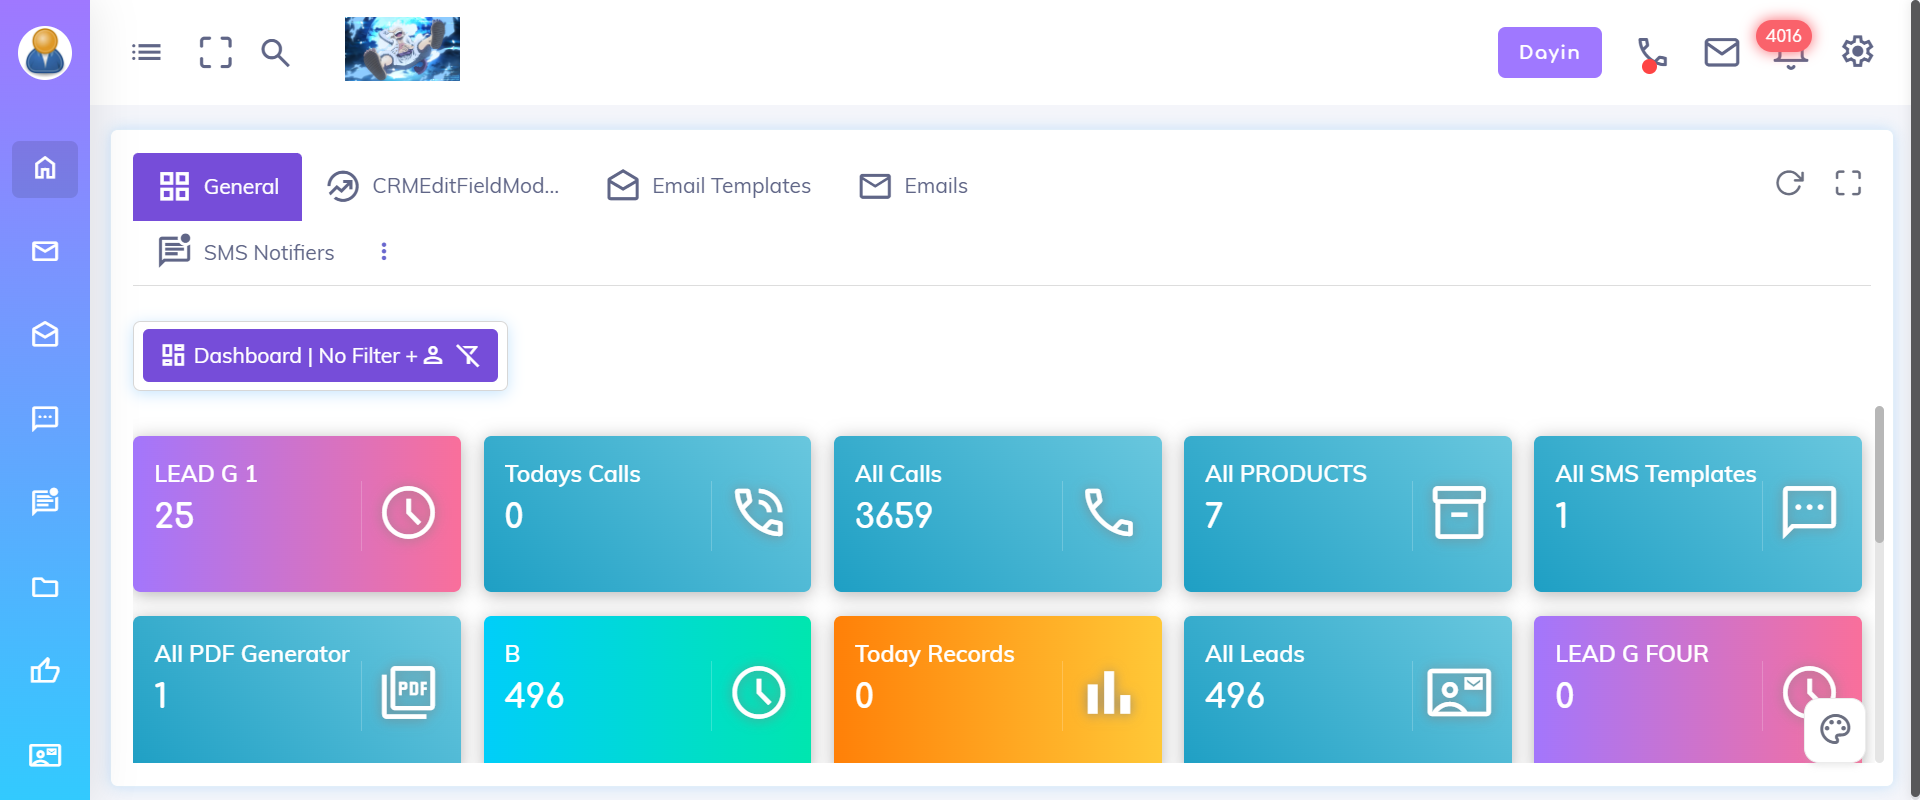 Dayin
4016
General
CRMEditFieldMod...
Email Templates
Emails
SMS Notifiers
Dashboard | No Filter +
LEAD G 1
25
Todays Calls
0
All Calls
3659
All PRODUCTS
7
All SMS Templates
1
All PDF Generator
1
PDF
B
496
Today Records
0
All Leads
496
LEAD G FOUR
0